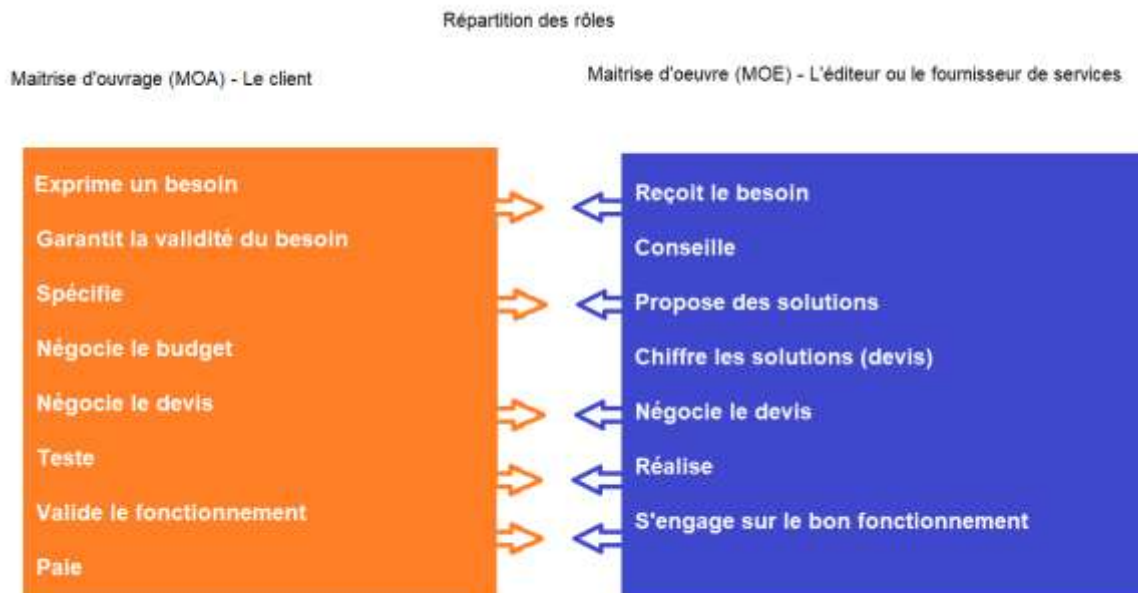 Répartition des rôles
Maitrise d'ouvrage (MOA) - Le client
Maitrise d'oeuvre (MOE) - L'éditeur ou le fournisseur de services
Exprime un besoin
Garantit la validité du besoin
Spécifie
Négocie le budget
Négocie le devis
Teste
Valide le fonctionnement
Paie
Reçoit le besoin
Conseille
Propose des solutions
Chiffre les solutions (devis)
Négocie le devis
Réalise
S'engage sur le bon fonctionnement